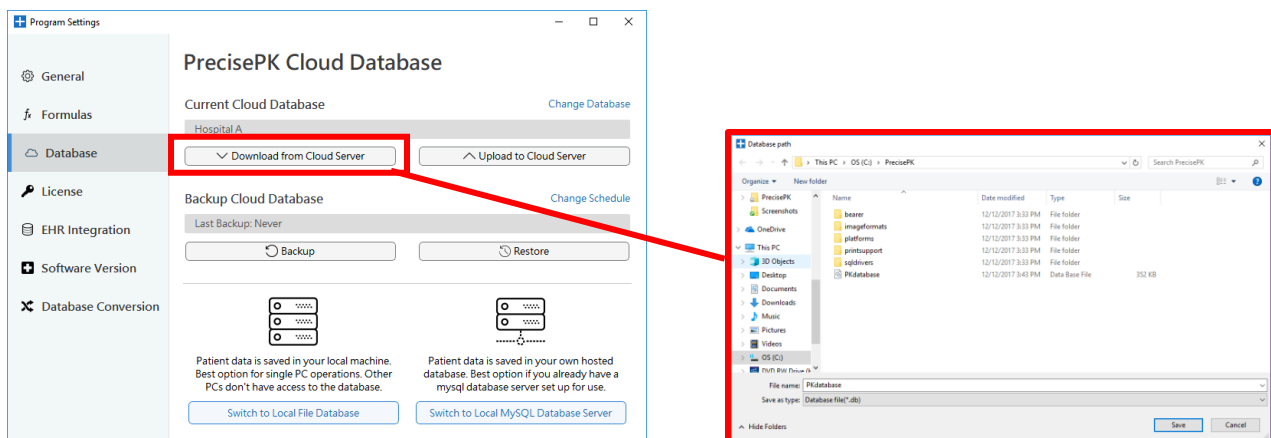 Program Settings
PrecisePK Cloud Database
General
Formulas
Database
License
EHR Integration
Software Version
Database Conversion
Current Cloud Database
Change Database
Hospital A
Download from Cloud Server
Upload to Cloud Server
Backup Cloud Database
Change Schedule
Last Backup: Never
Backup
Restore
Patient data is saved in your local machine.
Best option for single PC operations. Other
PCs don't have access to the database.
Switch to Local File Database
Patient data is saved in your own hosted
database. Best option if you already have a
mysql database server set up for use.
Switch to Local MySQL Database Server
Database path
This PC › OS (C:) › PrecisePK
Search PrecisePK
Organize
New folder
PrecisePK
Screenshots
OneDrive
This PC
3D Objects
Desktop
Documents
Downloads
Music
Pictures
Videos
OS (C:)
DVD RW Drive
Name Date modified Type Size
bearer 12/12/2017 3:33 PM File folder
imageformats 12/12/2017 3:33 PM File folder
platforms 12/12/2017 3:33 PM File folder
printsupport 12/12/2017 3:33 PM File folder
sqldrivers 12/12/2017 3:33 PM File folder
PKdatabase 12/12/2017 3:43 PM Data Base File 352 KB
File name: PKdatabase
Save as type: Database file(*.db)
Hide Folders
Save
Cancel